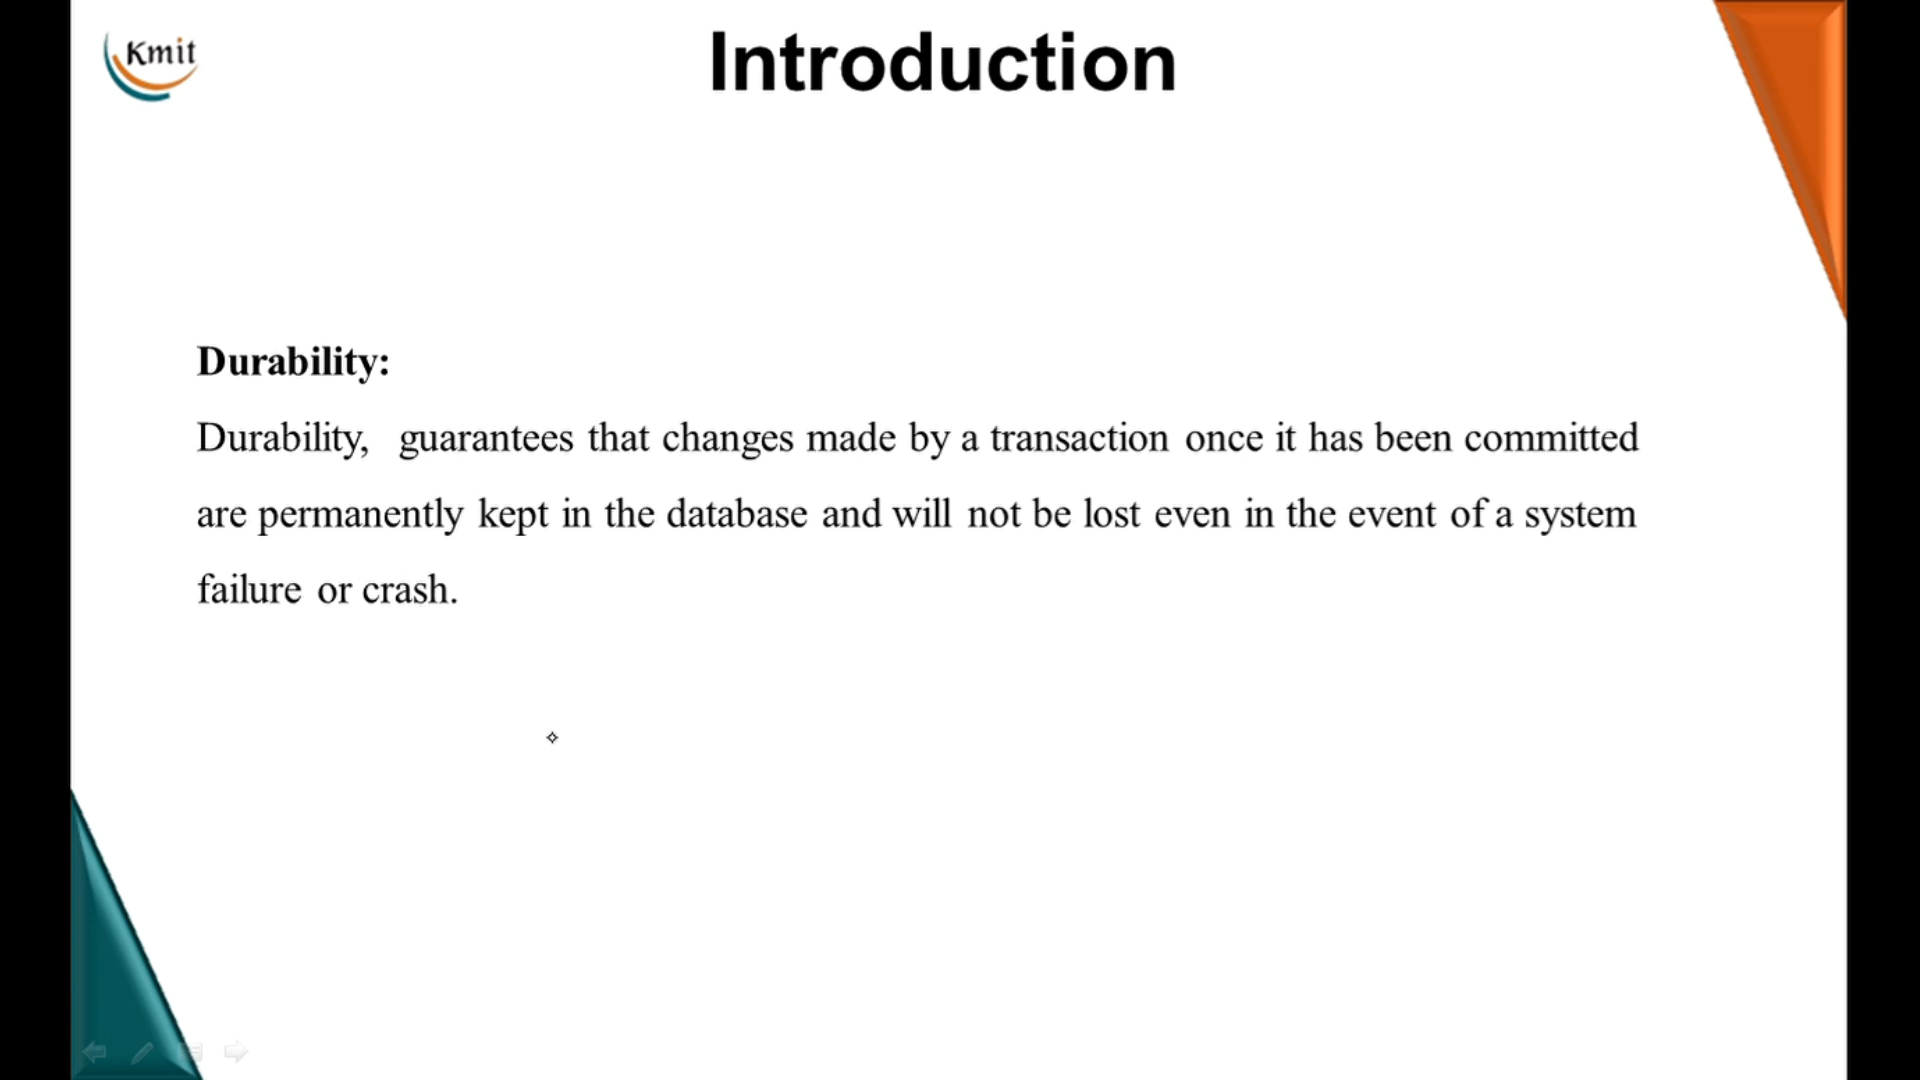 Kmit
Introduction
Durability:
Durability, guarantees that changes made by a transaction once it has been committed
are permanently kept in the database and will not be lost even in the event of a system
failure or crash.